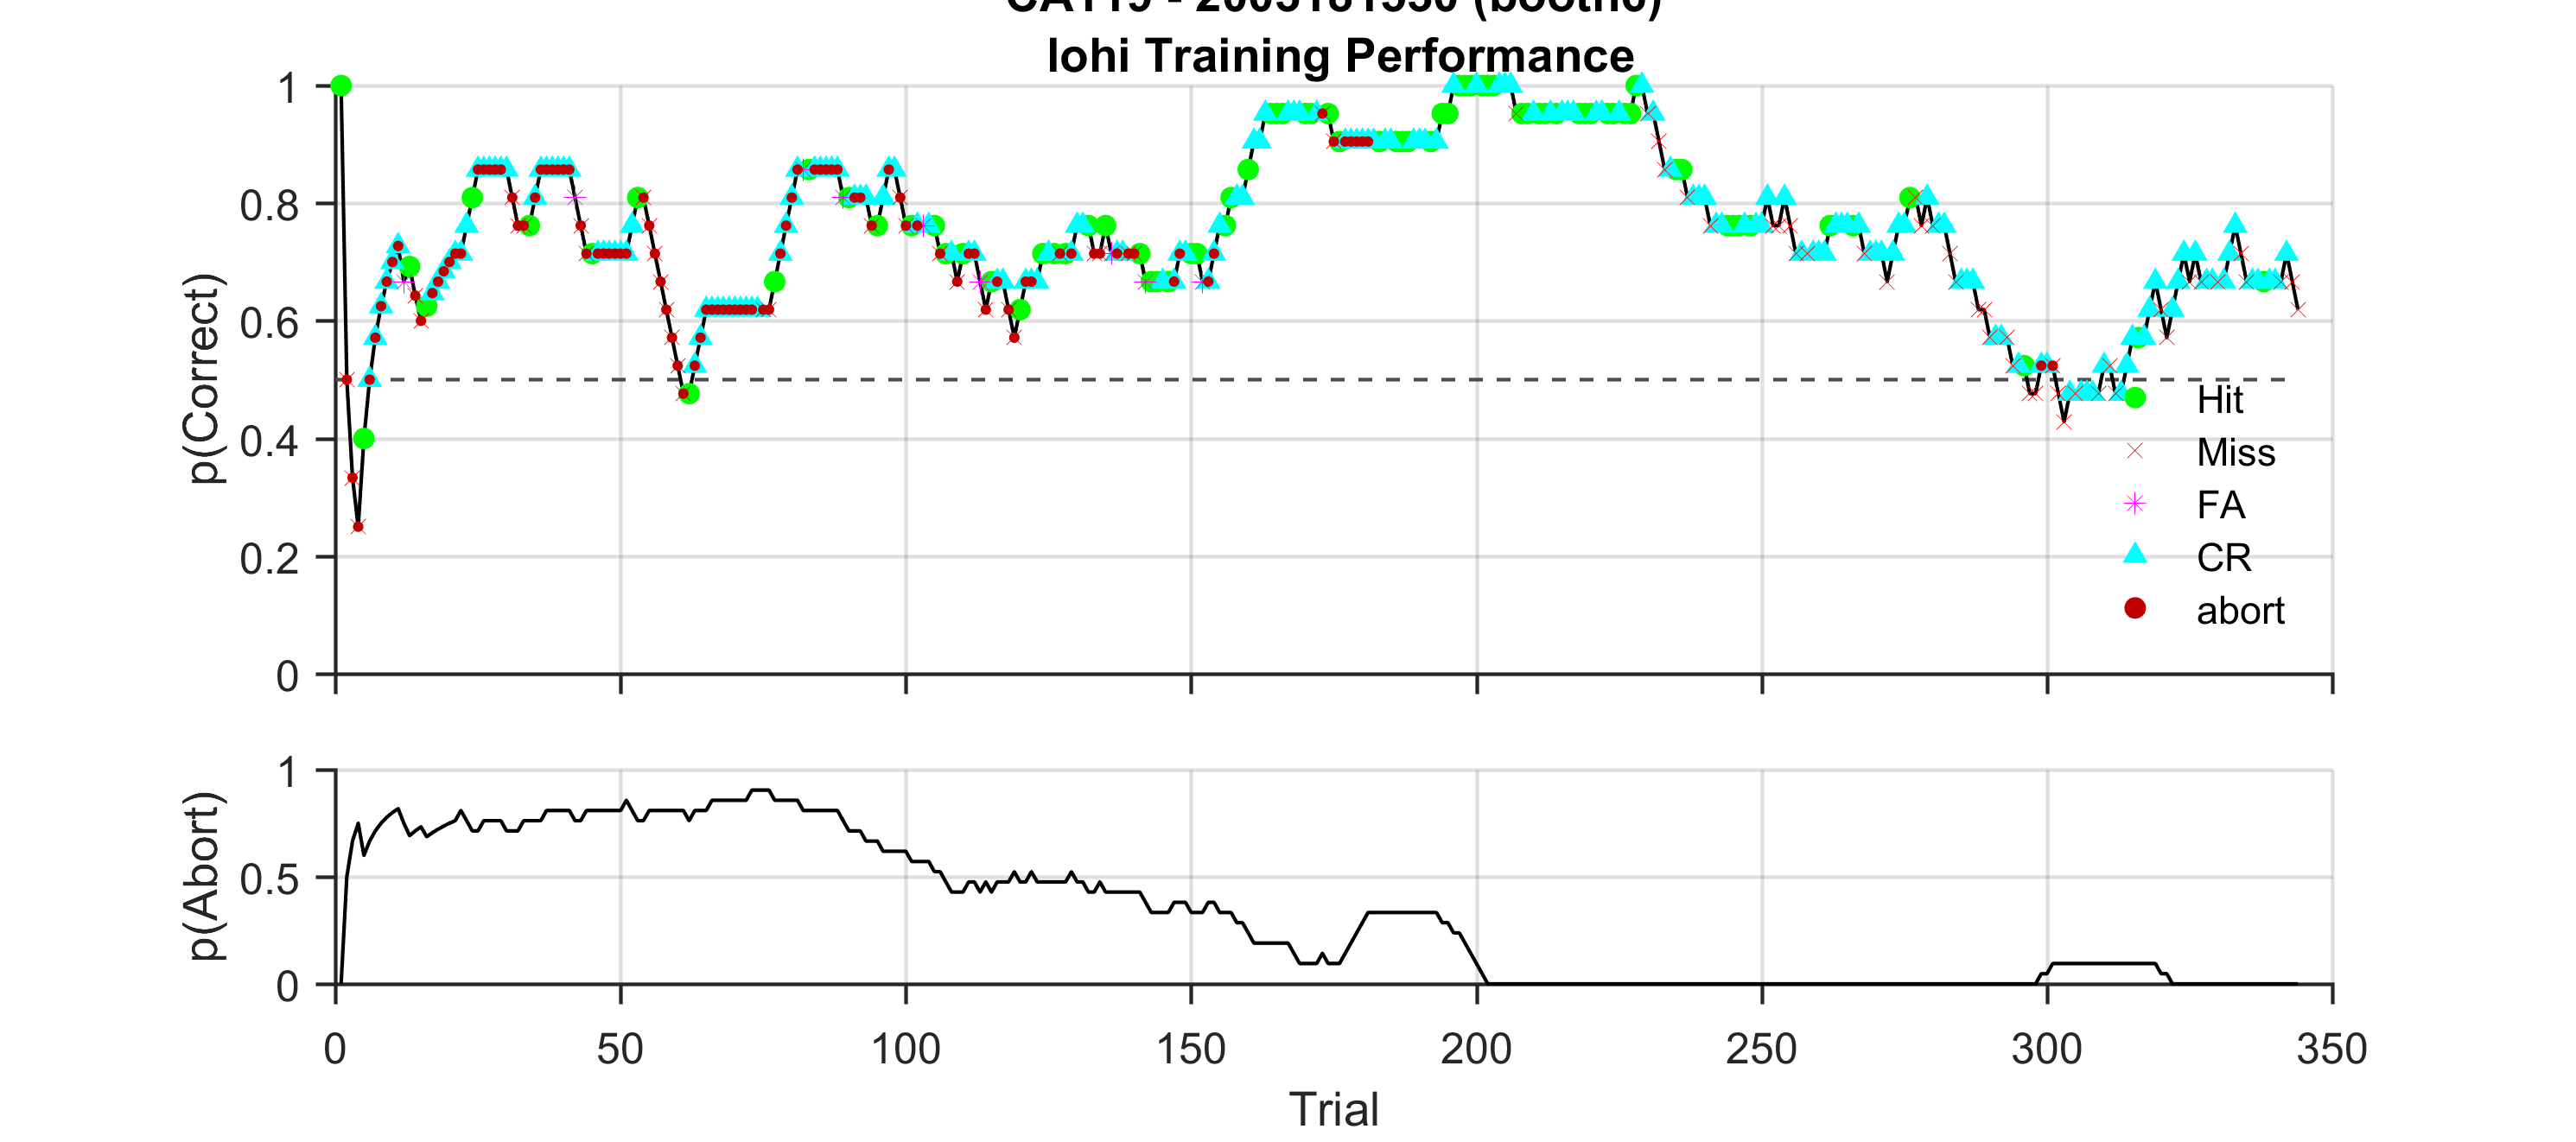 lohi Training Performance
p(Correct)
1
0.8
0.6
0.4
0.2
0
Hit
Miss
FA
CR
abort
p(Abort)
1
0.5
0
0 50 100 150 200 250 300 350
Trial